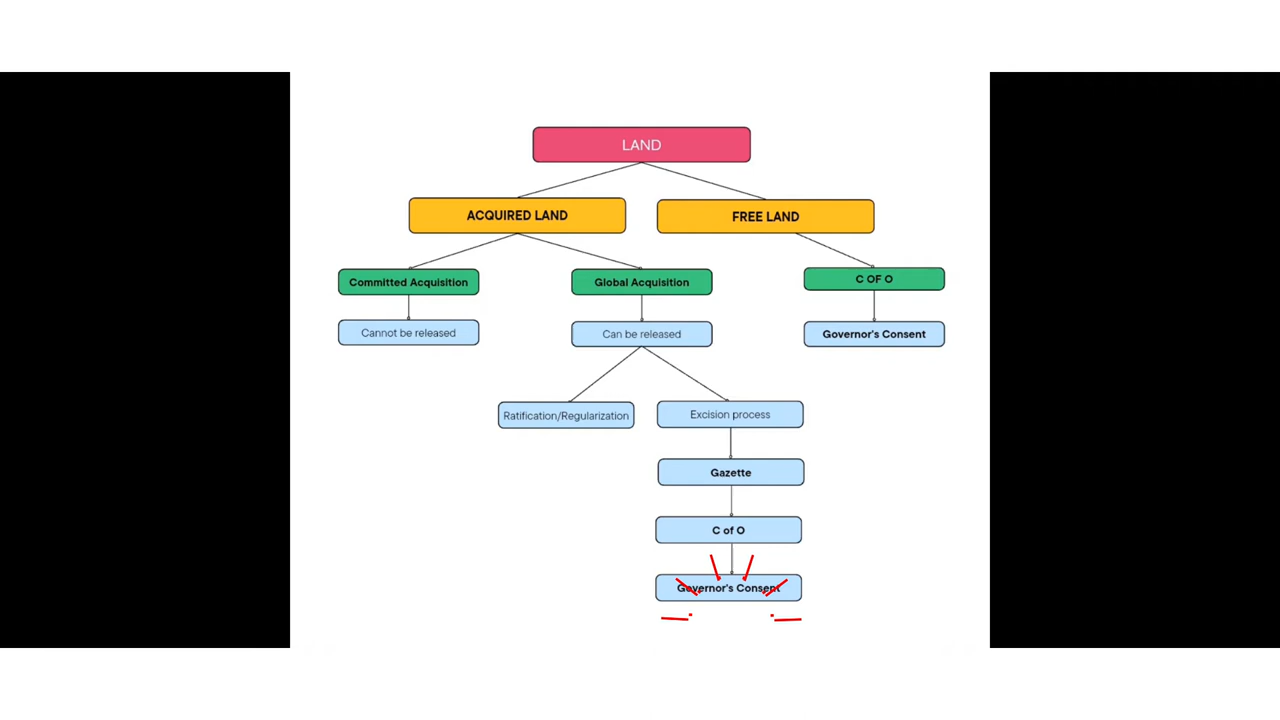 LAND
ACQUIRED LAND
FREE LAND
Committed Acquisition
Global Acquisition
C OF O
Cannot be released
Can be released
Governor's Consent
Ratification/Regularization
Excision process
Gazette
C of O
Governor's Consent